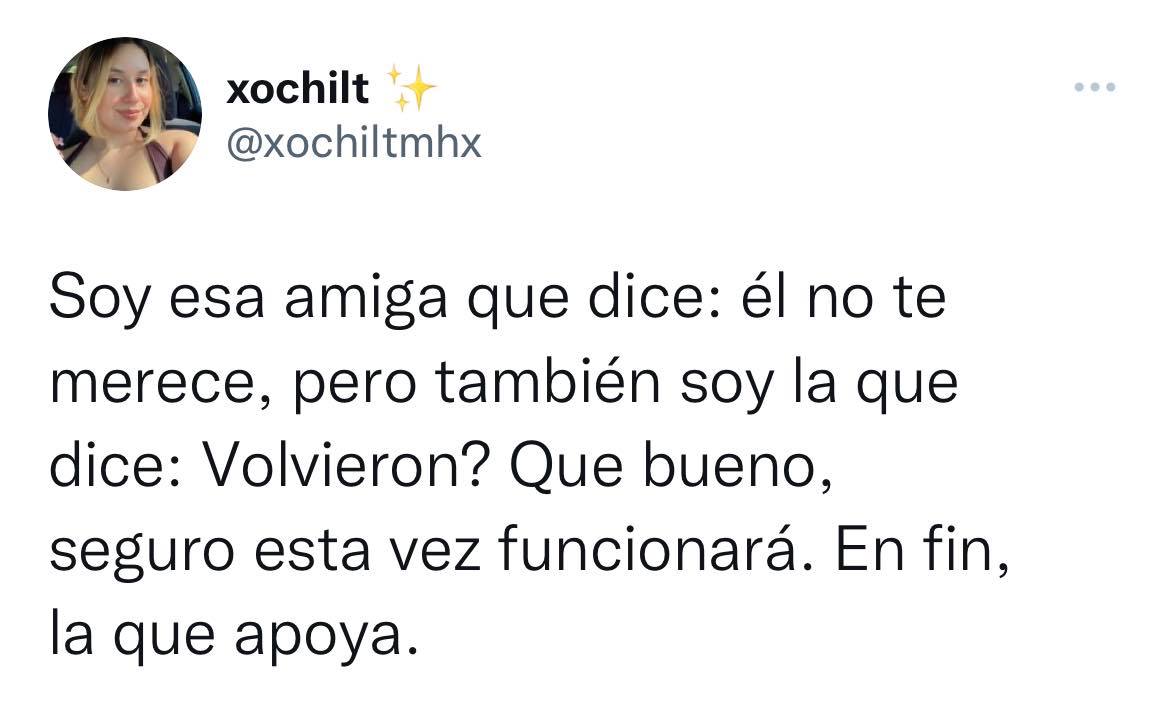 xochilt ✨
@xochiltmhx
Soy esa amiga que dice: él no te
merece, pero también soy la que
dice: Volvieron? Que bueno,
seguro esta vez funcionará. En fin,
la que apoya.